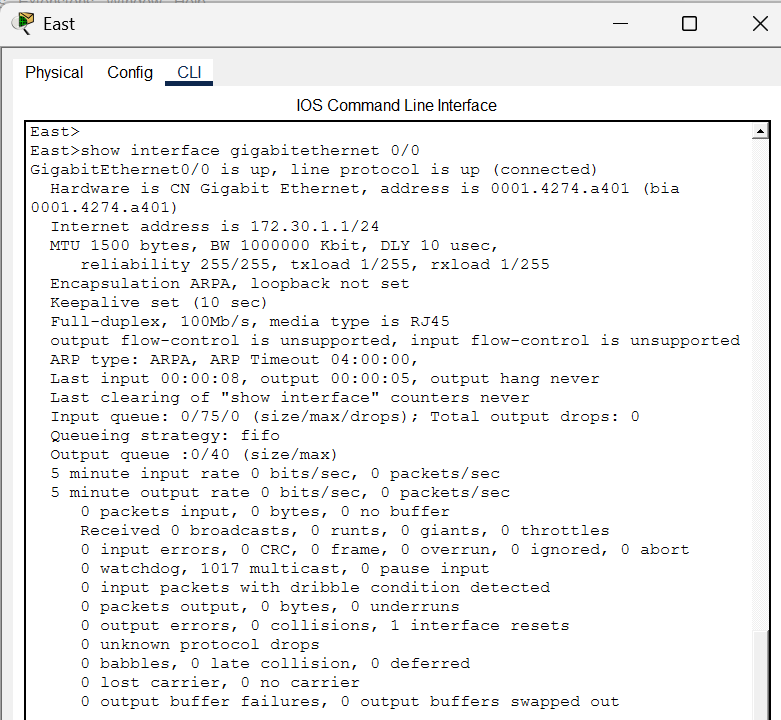 East
Physical Config CLI
IOS Command Line Interface
East>
East>show interface gigabitethernet 0/0
GigabitEthernet0/0 is up, line protocol is up (connected)
Hardware is CN Gigabit Ethernet, address is 0001.4274.a401 (bia
0001.4274.a401)
Internet address is 172.30.1.1/24
MTU 1500 bytes, BW 1000000 Kbit, DLY 10 usec,
reliability 255/255, txload 1/255, rxload 1/255
Encapsulation ARPA, loopback not set
Keepalive set (10 sec)
Full-duplex, 100Mb/s, media type is RJ45
output flow-control is unsupported, input flow-control is unsupported
ARP type: ARPA, ARP Timeout 04:00:00,
Last input 00:00:08, output 00:00:05, output hang never
Last clearing of "show interface" counters never
Input queue: 0/75/0 (size/max/drops); Total output drops: 0
Queueing strategy: fifo
Output queue :0/40 (size/max)
5 minute input rate 0 bits/sec, 0 packets/sec
5 minute output rate 0 bits/sec, 0 packets/sec
0 packets input, 0 bytes, 0 no buffer
Received 0 broadcasts, 0 runts, 0 giants, 0 throttles
0 input errors, 0 CRC, 0 frame, 0 overrun, 0 ignored, 0 abort
0 watchdog, 1017 multicast, 0 pause input
0 input packets with dribble condition detected
0 packets output, 0 bytes, 0 underruns
0 output errors, 0 collisions, 1 interface resets
0 unknown protocol drops
0 babbles, 0 late collision, 0 deferred
0 lost carrier, 0 no carrier
0 output buffer failures, 0 output buffers swapped out